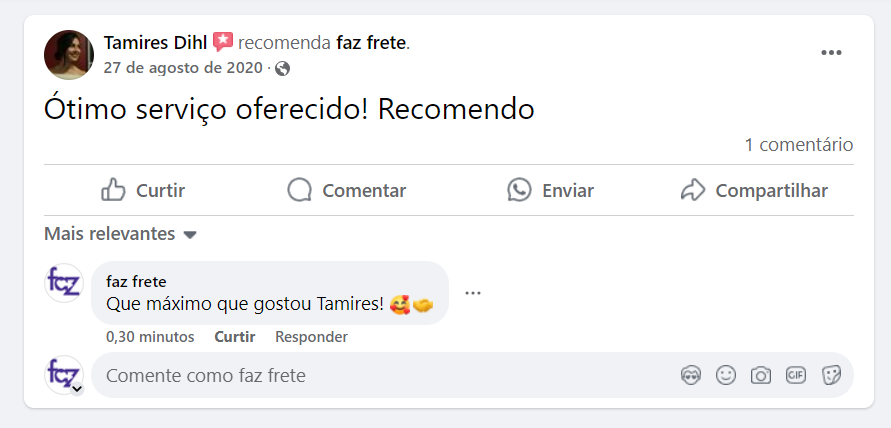 Tamires Dihl recomenda faz frete.
27 de agosto de 2020 ·
Ótimo serviço oferecido! Recomendo
1 comentário
Curtir Comentar Enviar Compartilhar
Mais relevantes
faz frete
Que máximo que gostou Tamires! 🥰🤝
0,30 minutos Curtir Responder
Comente como faz frete GIF